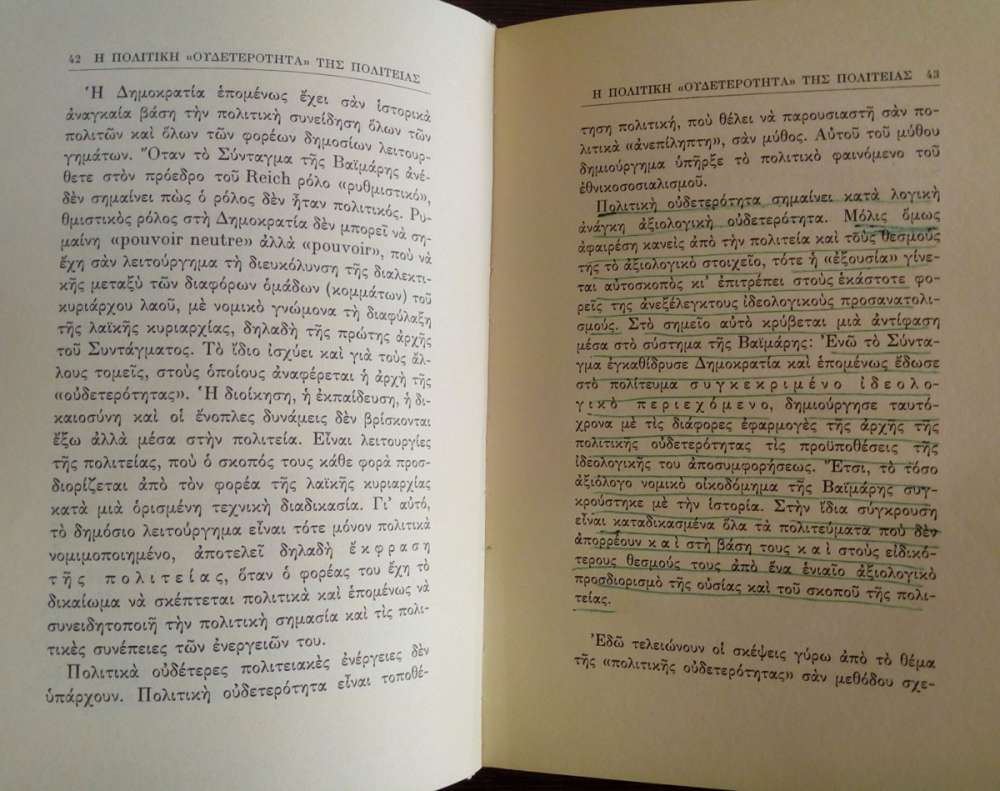 42 Η ΠΟΛΙΤΙΚΗ «ΟΥΔΕΤΕΡΟΤΗΤΑ» ΤΗΣ ΠΟΛΙΤΕΙΑΣ
Ἡ Δημοκρατία ἑπομένως ἔχει σὰν ἱστορικὰ
ἀναγκαία βάση τὴν πολιτικὴ συνείδηση ὅλων τῶν
πολιτῶν καὶ ὅλων τῶν φορέων δημοσίων λειτουρ-
γημάτων. Ὅταν τὸ Σύνταγμα τῆς Βαϊμάρης ἀνέ-
θετε στὸν πρόεδρο τοῦ Reich ρόλο «ρυθμιστικό»,
δὲν σημαίνει πὼς ὁ ρόλος δὲν ἦταν πολιτικός. Ρυ-
θμιστικὸς ρόλος στὴ Δημοκρατία δὲν μπορεῖ νὰ ση-
μαίνη «pouvoir neutre» ἀλλὰ «pouvoir», ποὺ νὰ
ἔχη σὰν λειτούργημα τὴ διευκόλυνση τῆς διαλεκτι-
κῆς μεταξὺ τῶν διαφόρων ὁμάδων (κομμάτων) τοῦ
κυριάρχου λαοῦ, μὲ νομικὸ γνώμονα τὴ διαφύλαξη
τῆς λαϊκῆς κυριαρχίας, δηλαδὴ τῆς πρώτης ἀρχῆς
τοῦ Συντάγματος. Τὸ ἴδιο ἰσχύει καὶ γιὰ τοὺς ἄλ-
λους τομεῖς, στοὺς ὁποίους ἀναφέρεται ἡ ἀρχὴ τῆς
«οὐδετερότητας». Ἡ διοίκηση, ἡ ἐκπαίδευση, ἡ δι-
καιοσύνη καὶ οἱ ἔνοπλες δυνάμεις δὲν βρίσκονται
ἔξω ἀλλὰ μέσα στὴν πολιτεία. Εἶναι λειτουργίες
τῆς πολιτείας, ποὺ ὁ σκοπός τους κάθε φορὰ προσ-
διορίζεται ἀπὸ τὸν φορέα τῆς λαϊκῆς κυριαρχίας
κατὰ μιὰ ὁρισμένη τεχνικὴ διαδικασία. Γι᾽ αὐτό,
τὸ δημόσιο λειτούργημα εἶναι τότε μόνον πολιτικὰ
νομιμοποιημένο, ἀποτελεῖ δηλαδὴ ἔκφραση
τῆς πολιτείας, ὅταν ὁ φορέας του ἔχη τὸ
δικαίωμα νὰ σκέπτεται πολιτικὰ καὶ ἑπομένως νὰ
συνειδητοποιῆ τὴν πολιτικὴ σημασία καὶ τὶς πολι-
τικὲς συνέπειες τῶν ἐνεργειῶν του.
Πολιτικὰ οὐδέτερες πολιτειακὲς ἐνέργειες δὲν
ὑπάρχουν. Πολιτικὴ οὐδετερότητα εἶναι τοποθέ-
Η ΠΟΛΙΤΙΚΗ «ΟΥΔΕΤΕΡΟΤΗΤΑ» ΤΗΣ ΠΟΛΙΤΕΙΑΣ 43
τηση πολιτική, ποὺ θέλει νὰ παρουσιαστῆ σὰν πο-
λιτικὰ «ἀνεπίληπτη», σὰν μύθος. Αὐτοῦ τοῦ μύθου
δημιούργημα ὑπῆρξε τὸ πολιτικὸ φαινόμενο τοῦ
ἐθνικοσοσιαλισμοῦ.
Πολιτικὴ οὐδετερότητα σημαίνει κατὰ λογικὴ
ἀνάγκη ἀξιολογικὴ οὐδετερότητα. Μόλις ὅμως
ἀφαιρέση κανεὶς ἀπὸ τὴν πολιτεία καὶ τοὺς θεσμούς
της τὸ ἀξιολογικὸ στοιχεῖο, τότε ἡ «ἐξουσία» γίνε-
ται αὐτοσκοπὸς κι᾽ ἐπιτρέπει στοὺς ἑκάστοτε φο-
ρεῖς της ἀνεξέλεγκτους ἰδεολογικοὺς προσανατολι-
σμούς. Στὸ σημεῖο αὐτὸ κρύβεται μιὰ ἀντίφαση
μέσα στὸ σύστημα τῆς Βαϊμάρης: Ἐνῶ τὸ Σύντα-
γμα ἐγκαθίδρυσε Δημοκρατία καὶ ἑπομένως ἔδωσε
στὸ πολίτευμα συγκεκριμένο ἰδεολο-
γικὸ περιεχόμενο, δημιούργησε ταυτό-
χρονα μὲ τὶς διάφορες ἐφαρμογὲς τῆς ἀρχῆς τῆς
πολιτικῆς οὐδετερότητας τὶς προϋποθέσεις τῆς
ἰδεολογικῆς του ἀποσυμφορήσεως. Ἔτσι, τὸ τόσο
ἀξιόλογο νομικὸ οἰκοδόμημα τῆς Βαϊμάρης συγ-
κρούστηκε μὲ τὴν ἱστορία. Στὴν ἴδια σύγκρουση
εἶναι καταδικασμένα ὅλα τὰ πολιτεύματα ποὺ δὲν
ἀπορρέουν καὶ στὴ βάση τους καὶ στοὺς εἰδικό-
τερους θεσμούς τους ἀπὸ ἕνα ἑνιαῖο ἀξιολογικὸ
προσδιορισμὸ τῆς οὐσίας καὶ τοῦ σκοποῦ τῆς πολι-
τείας.
Ἐδῶ τελειώνουν οἱ σκέψεις γύρω ἀπὸ τὸ θέμα
τῆς «πολιτικῆς οὐδετερότητας» σὰν μεθόδου σχε-